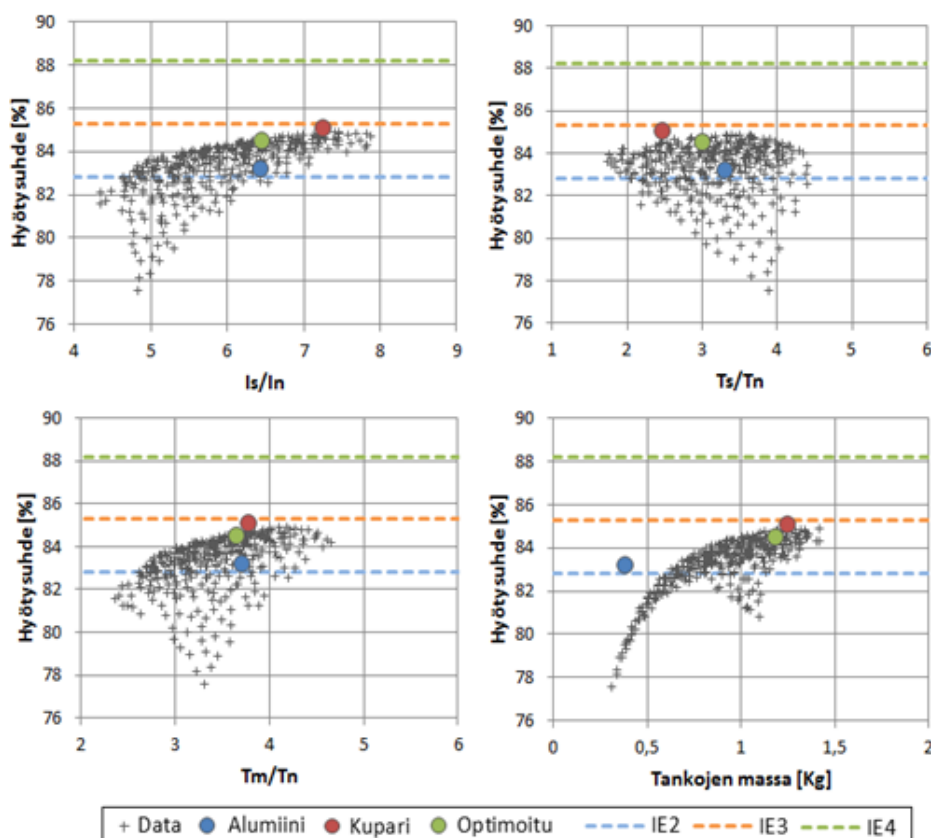 90
88
86
84
82
80
78
76
Hyötysuhde [%]
4 5 6 7 8 9
Is/In
90
88
86
84
82
80
78
76
Hyötysuhde [%]
1 2 3 4 5 6
Ts/Tn
90
88
86
84
82
80
78
76
Hyötysuhde [%]
2 3 4 5 6
Tm/Tn
90
88
86
84
82
80
78
76
Hyötysuhde [%]
0 0,5 1 1,5 2
Tankojen massa [Kg]
Data Alumiini Kupari Optimoitu IE2 IE3 IE4